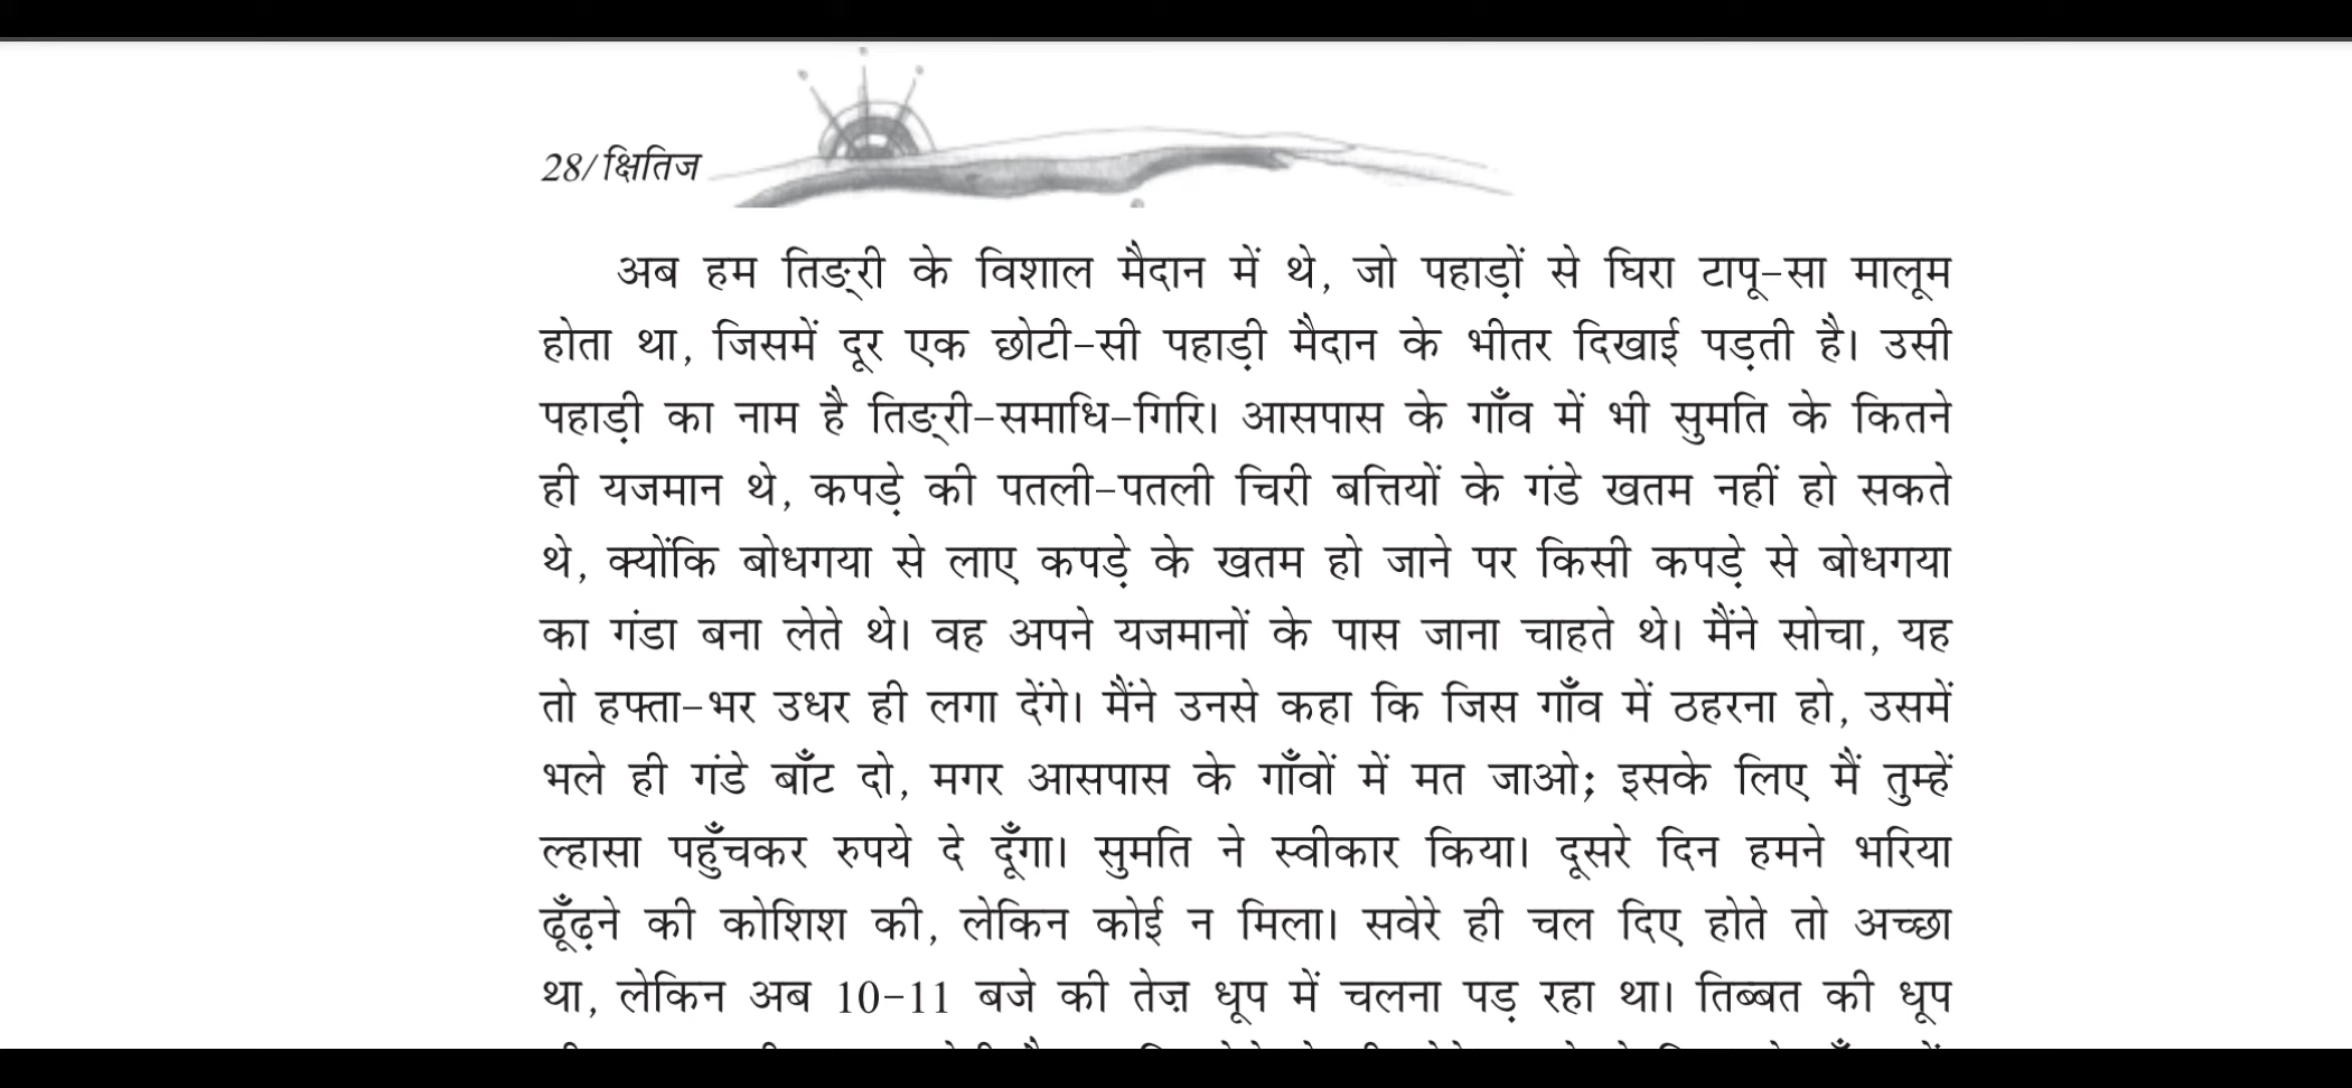 28/क्षितिज
अब हम तिङ्री के विशाल मैदान में थे, जो पहाड़ों से घिरा टापू-सा मालूम
होता था, जिसमें दूर एक छोटी-सी पहाड़ी मैदान के भीतर दिखाई पड़ती है। उसी
पहाड़ी का नाम है तिङ्री-समाधि-गिरि। आसपास के गाँव में भी सुमति के कितने
ही यजमान थे, कपड़े की पतली-पतली चिरी बत्तियों के गंडे खतम नहीं हो सकते
थे, क्योंकि बोधगया से लाए कपड़े के खतम हो जाने पर किसी कपड़े से बोधगया
का गंडा बना लेते थे। वह अपने यजमानों के पास जाना चाहते थे। मैंने सोचा, यह
तो हफ्ता-भर उधर ही लगा देंगे। मैंने उनसे कहा कि जिस गाँव में ठहरना हो, उसमें
भले ही गंडे बाँट दो, मगर आसपास के गाँवों में मत जाओ; इसके लिए मैं तुम्हें
ल्हासा पहुँचकर रुपये दे दूँगा। सुमति ने स्वीकार किया। दूसरे दिन हमने भरिया
ढूँढ़ने की कोशिश की, लेकिन कोई न मिला। सवेरे ही चल दिए होते तो अच्छा
था, लेकिन अब 10-11 बजे की तेज़ धूप में चलना पड़ रहा था। तिब्बत की धूप